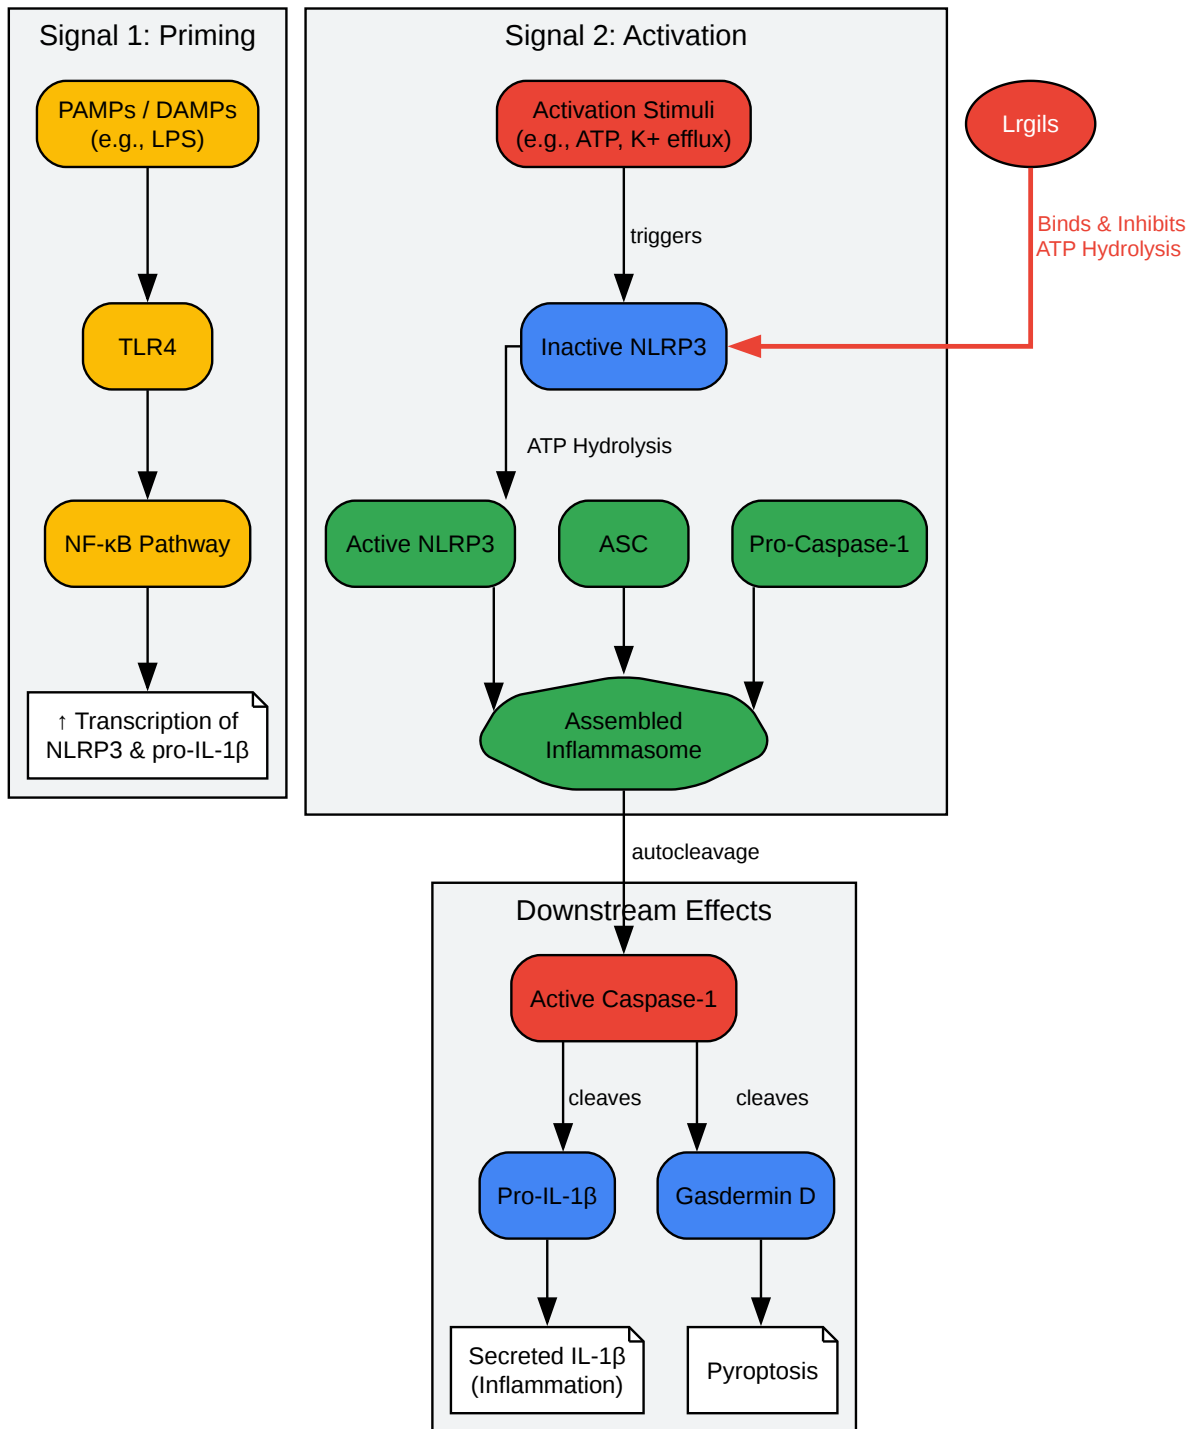 Signal 1: Priming
PAMPs / DAMPs
(e.g., LPS)
TLR4
NF-κB Pathway
↑ Transcription of
NLRP3 & pro-IL-1β
Signal 2: Activation
Activation Stimuli
(e.g., ATP, K+ efflux)
triggers
Inactive NLRP3
ATP Hydrolysis
Active NLRP3
ASC
Pro-Caspase-1
Assembled
Inflammasome
Lrgils
Binds & Inhibits
ATP Hydrolysis
autocleavage
Downstream Effects
Active Caspase-1
cleaves
cleaves
Pro-IL-1β
Gasdermin D
Secreted IL-1β
(Inflammation)
Pyroptosis